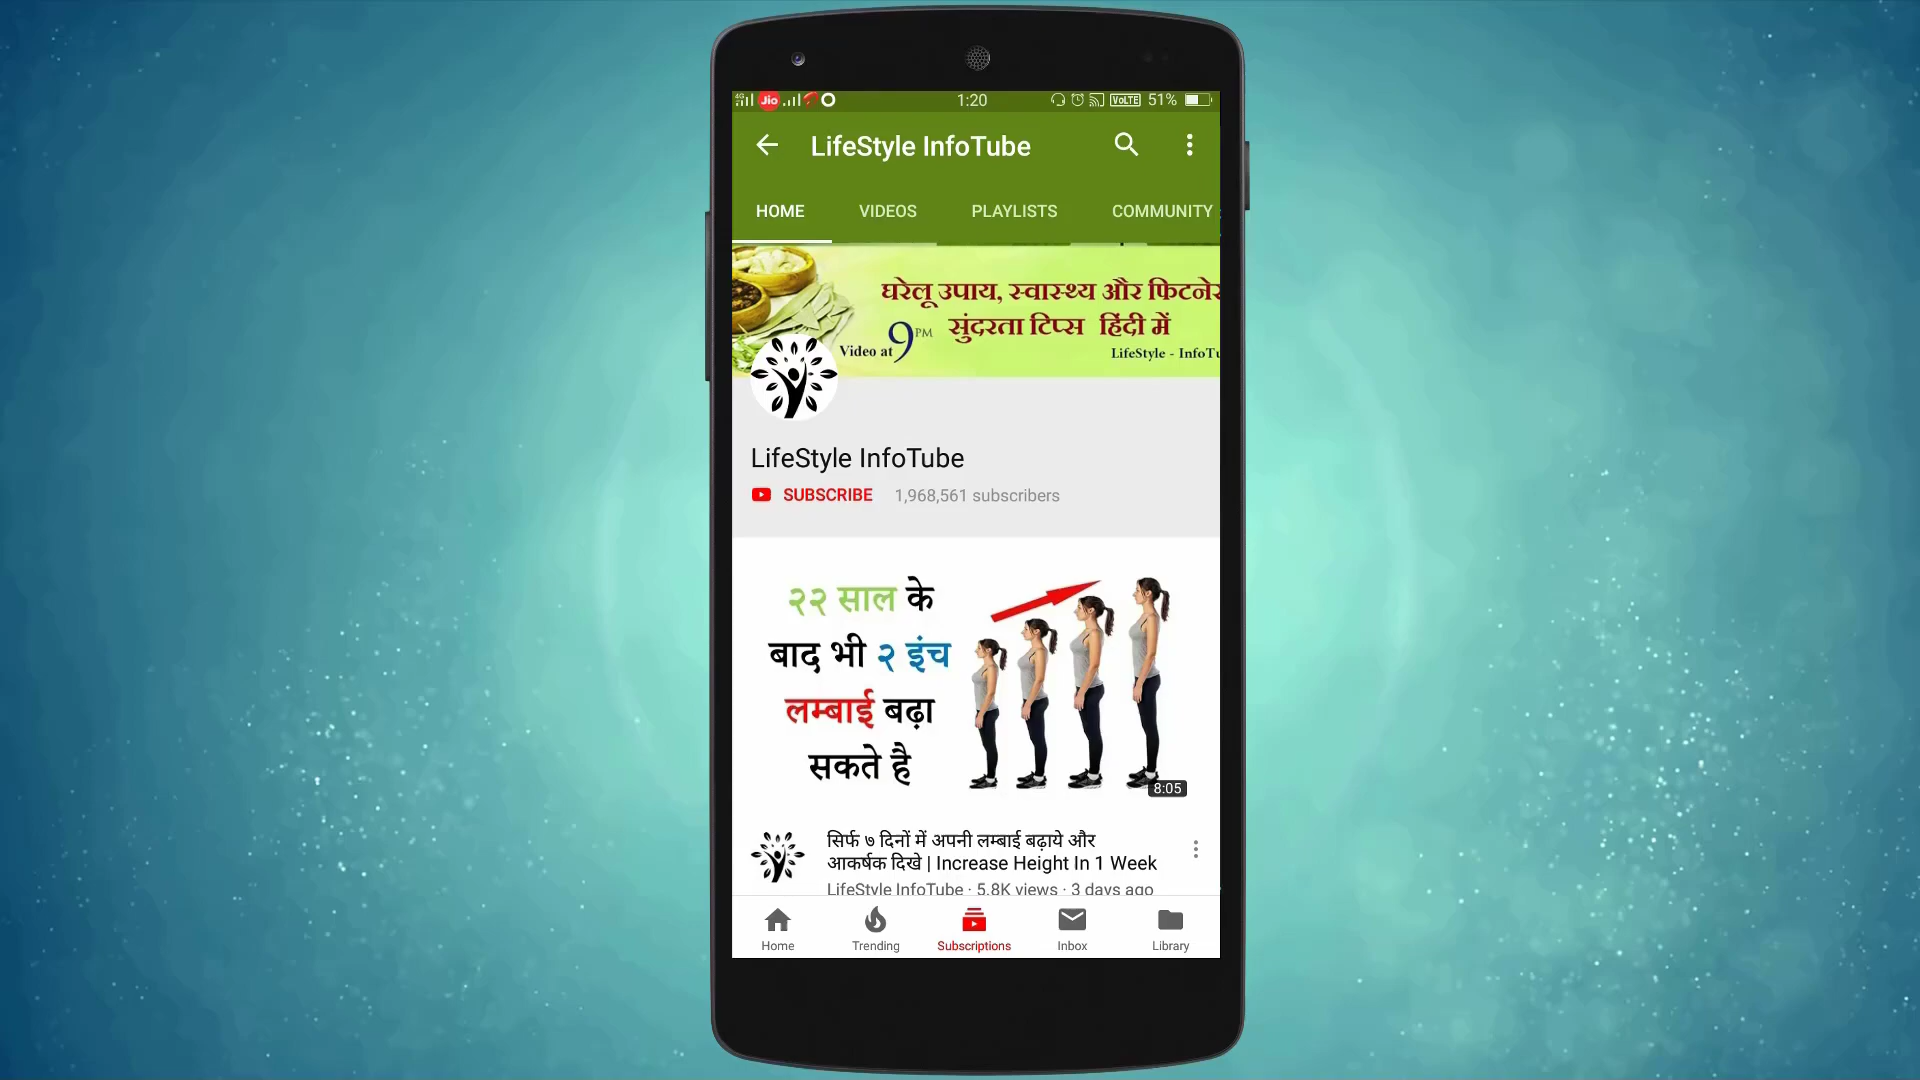 4G Jio 1:20 VoLTE 51%
LifeStyle InfoTube
HOME VIDEOS PLAYLISTS COMMUNITY
घरेलू उपाय, स्वास्थ्य और फिटनेस
सुंदरता टिप्स हिंदी में
Video at 9 PM
LifeStyle - InfoTu
LifeStyle InfoTube
SUBSCRIBE 1,968,561 subscribers
२२ साल के
बाद भी २ इंच
लम्बाई बढ़ा
सकते है
8:05
सिर्फ ७ दिनों में अपनी लम्बाई बढ़ाये और
आकर्षक दिखे | Increase Height In 1 Week
LifeStyle InfoTube · 5.8K views · 3 days ago
Home Trending Subscriptions Inbox Library